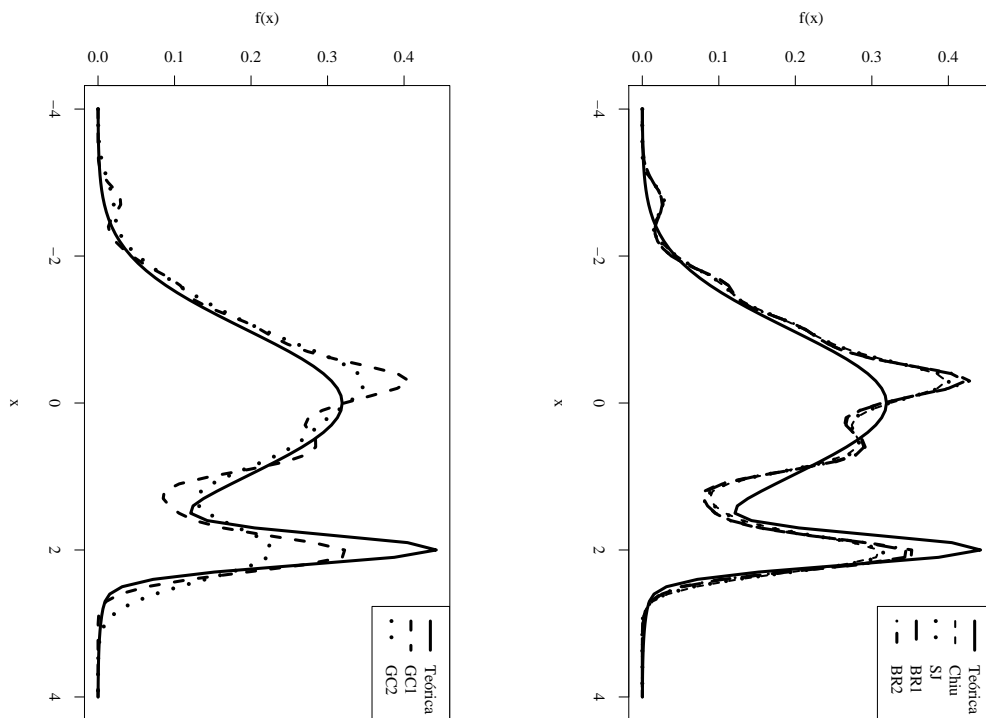 f(x)
0.0 0.1 0.2 0.3 0.4
−4 −2 0 2 4
x
Teórica
GC1
GC2
f(x)
0.0 0.1 0.2 0.3 0.4
−4 −2 0 2 4
x
Teórica
Chiu
SJ
BR1
BR2